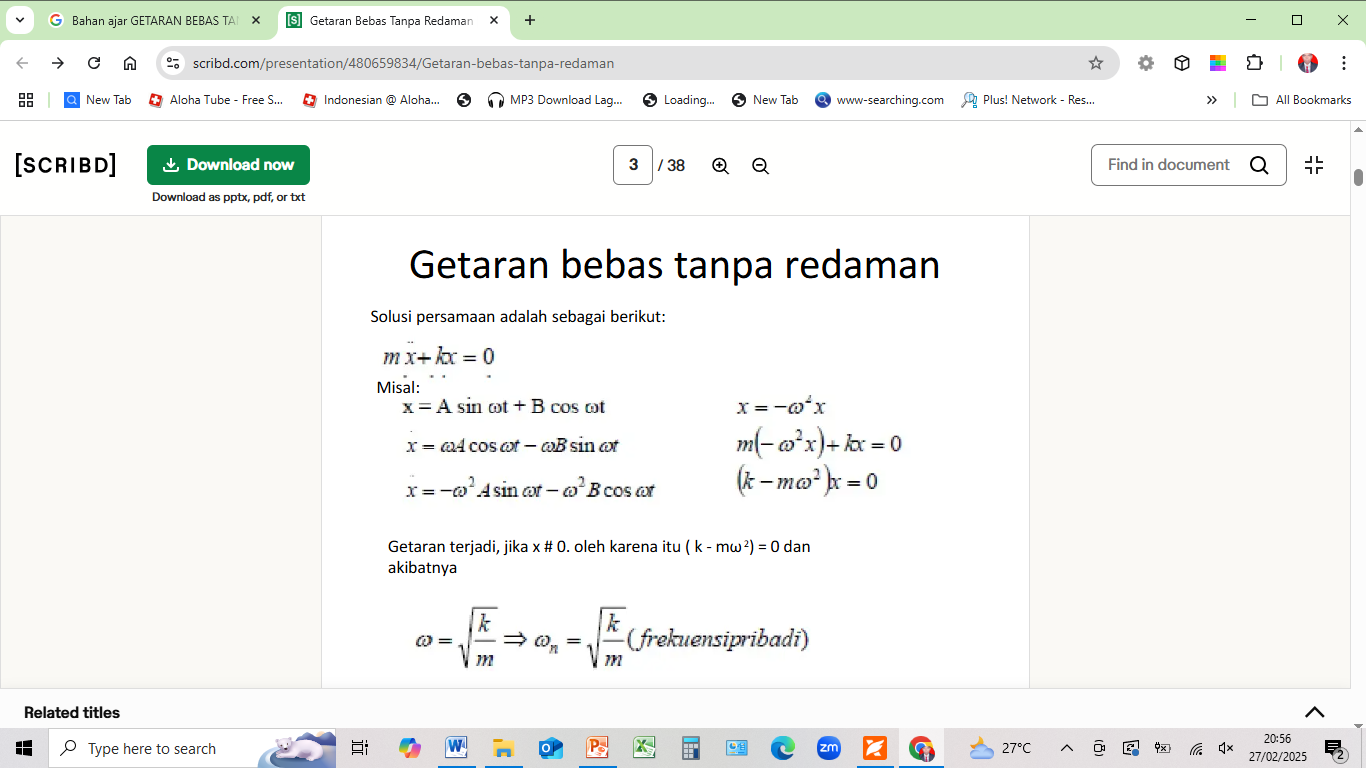 Bahan ajar GETARAN BEBAS TA
Getaran Bebas Tanpa Redaman
scribd.com/presentation/480659834/Getaran-bebas-tanpa-redaman
New Tab
Aloha Tube - Free S...
Indonesian @ Aloha...
MP3 Download Lag...
Loading...
New Tab
www-searching.com
Plus! Network - Res...
All Bookmarks
[SCRIBD]
Download now
Download as pptx, pdf, or txt
3 / 38
Find in document
Getaran bebas tanpa redaman
Solusi persamaan adalah sebagai berikut:
m ẍ + kx = 0
Misal:
x = A sin ωt + B cos ωt
ẋ = ωA cos ωt − ωB sin ωt
ẍ = −ω² A sin ωt − ω² B cos ωt
x = −ω²x
m(−ω²x) + kx = 0
(k − mω²)x = 0
Getaran terjadi, jika x # 0. oleh karena itu ( k - mω²) = 0 dan
akibatnya
ω = √(k/m) ⇒ ωₙ = √(k/m) (frekuensipribadi)
Related titles
Type here to search
27°C
20:56
27/02/2025
2